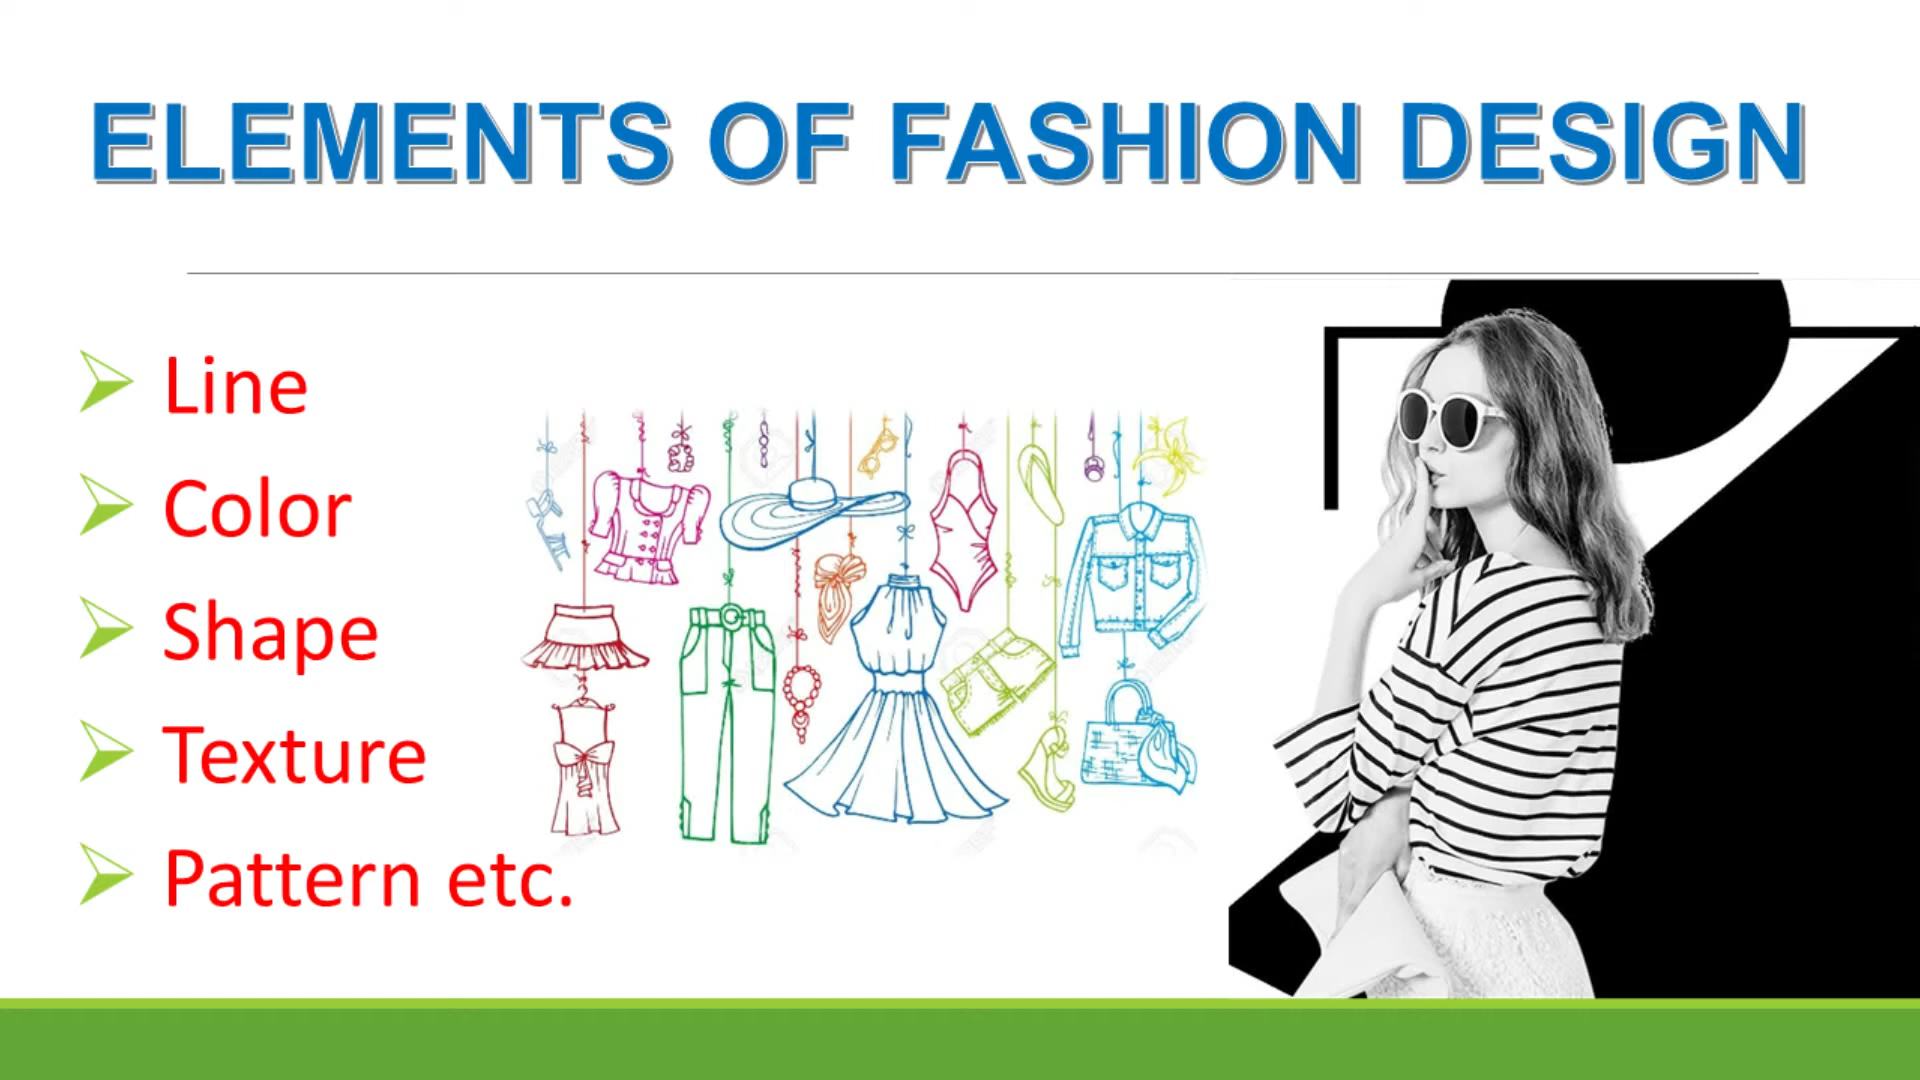 ELEMENTS OF FASHION DESIGN
Line
Color
Shape
Texture
Pattern etc.